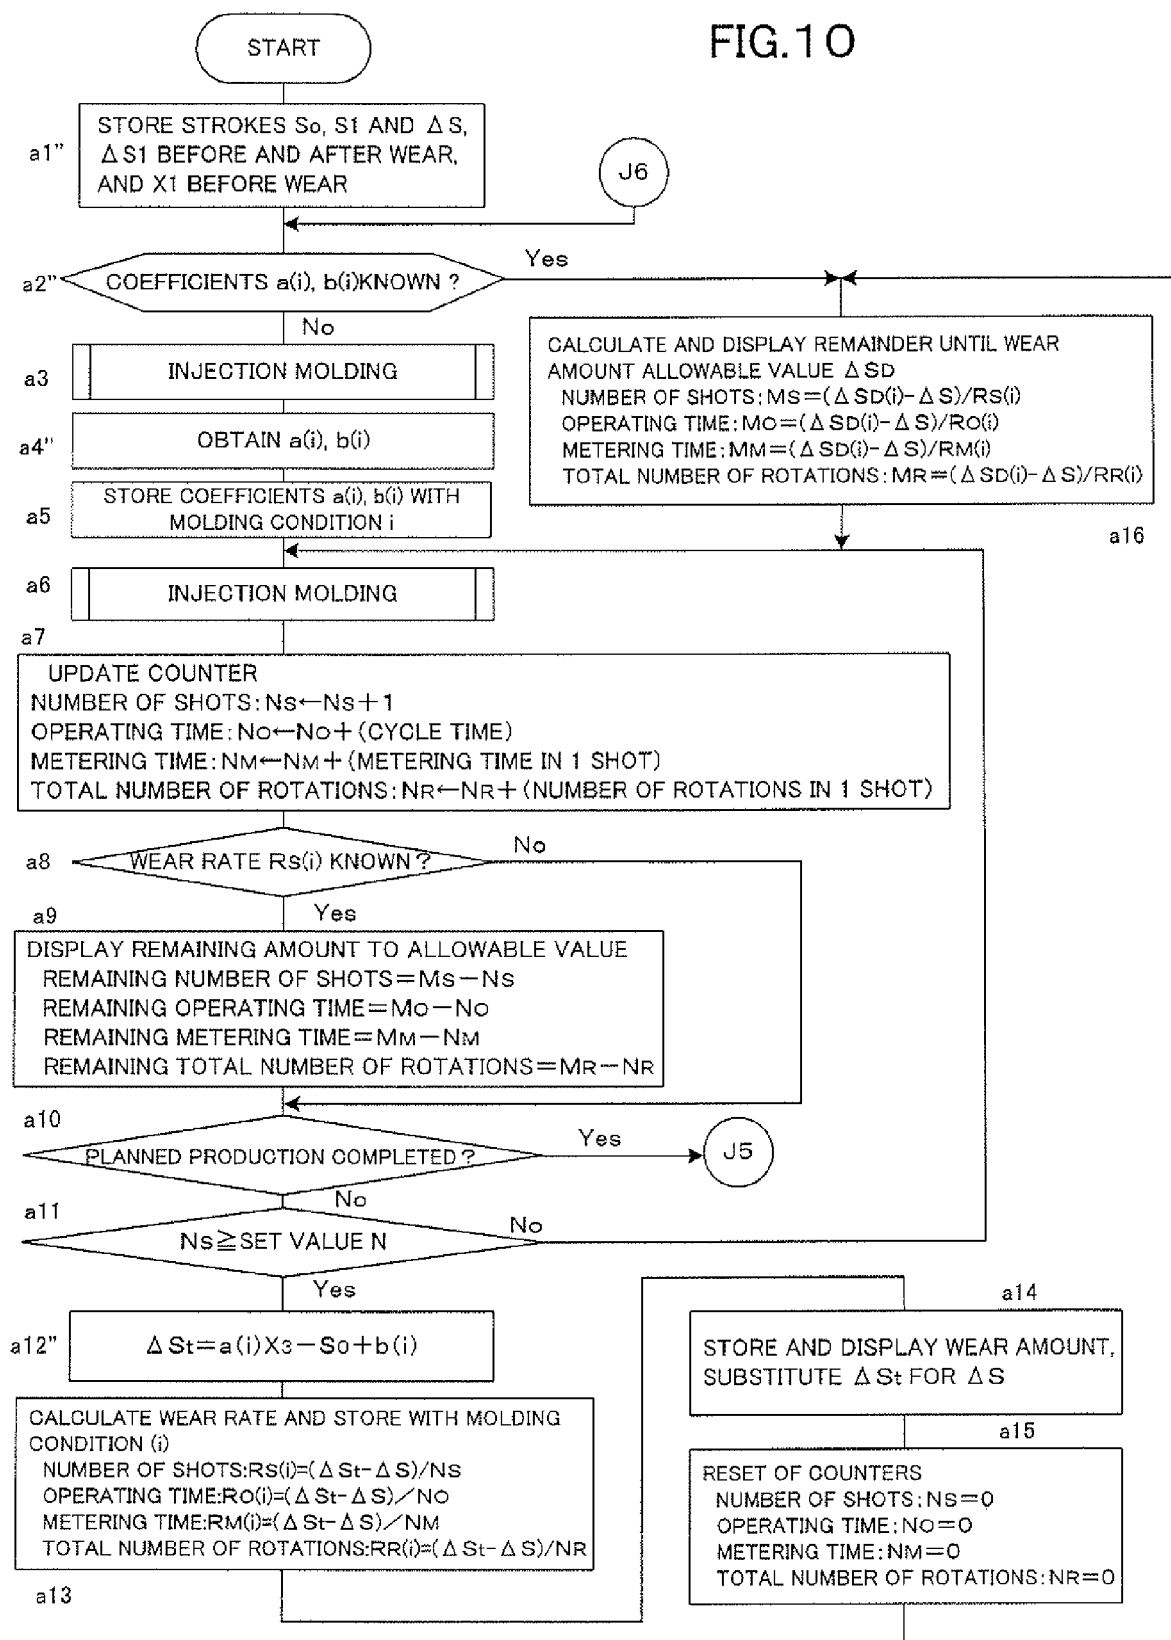 FIG.10
START
a1"
STORE STROKES So, S1 AND ΔS,
ΔS1 BEFORE AND AFTER WEAR,
AND X1 BEFORE WEAR
J6
a2"
COEFFICIENTS a(i), b(i)KNOWN?
Yes
No
a3
INJECTION MOLDING
a4"
OBTAIN a(i), b(i)
a5
STORE COEFFICIENTS a(i), b(i) WITH
MOLDING CONDITION i
CALCULATE AND DISPLAY REMAINDER UNTIL WEAR
AMOUNT ALLOWABLE VALUE ΔSD
NUMBER OF SHOTS:MS=(ΔSD(i)-ΔS)/RS(i)
OPERATING TIME:MO=(ΔSD(i)-ΔS)/RO(i)
METERING TIME:MM=(ΔSD(i)-ΔS)/RM(i)
TOTAL NUMBER OF ROTATIONS:MR=(ΔSD(i)-ΔS)/RR(i)
a16
a6
INJECTION MOLDING
a7
UPDATE COUNTER
NUMBER OF SHOTS:NS←NS+1
OPERATING TIME:NO←NO+(CYCLE TIME)
METERING TIME:NM←NM+(METERING TIME IN 1 SHOT)
TOTAL NUMBER OF ROTATIONS:NR←NR+(NUMBER OF ROTATIONS IN 1 SHOT)
a8
WEAR RATE RS(i) KNOWN?
No
Yes
a9
DISPLAY REMAINING AMOUNT TO ALLOWABLE VALUE
REMAINING NUMBER OF SHOTS=MS-NS
REMAINING OPERATING TIME=MO-NO
REMAINING METERING TIME=MM-NM
REMAINING TOTAL NUMBER OF ROTATIONS=MR-NR
a10
PLANNED PRODUCTION COMPLETED?
Yes
J5
No
a11
NS≧SET VALUE N
No
Yes
a12"
ΔSt=a(i)X3-S0+b(i)
CALCULATE WEAR RATE AND STORE WITH MOLDING
CONDITION (i)
NUMBER OF SHOTS:RS(i)=(ΔSt-ΔS)/NS
OPERATING TIME:RO(i)=(ΔSt-ΔS)/NO
METERING TIME:RM(i)=(ΔSt-ΔS)/NM
TOTAL NUMBER OF ROTATIONS:RR(i)=(ΔSt-ΔS)/NR
a13
a14
STORE AND DISPLAY WEAR AMOUNT,
SUBSTITUTE ΔSt FOR ΔS
a15
RESET OF COUNTERS
NUMBER OF SHOTS:NS=0
OPERATING TIME:NO=0
METERING TIME:NM=0
TOTAL NUMBER OF ROTATIONS:NR=0